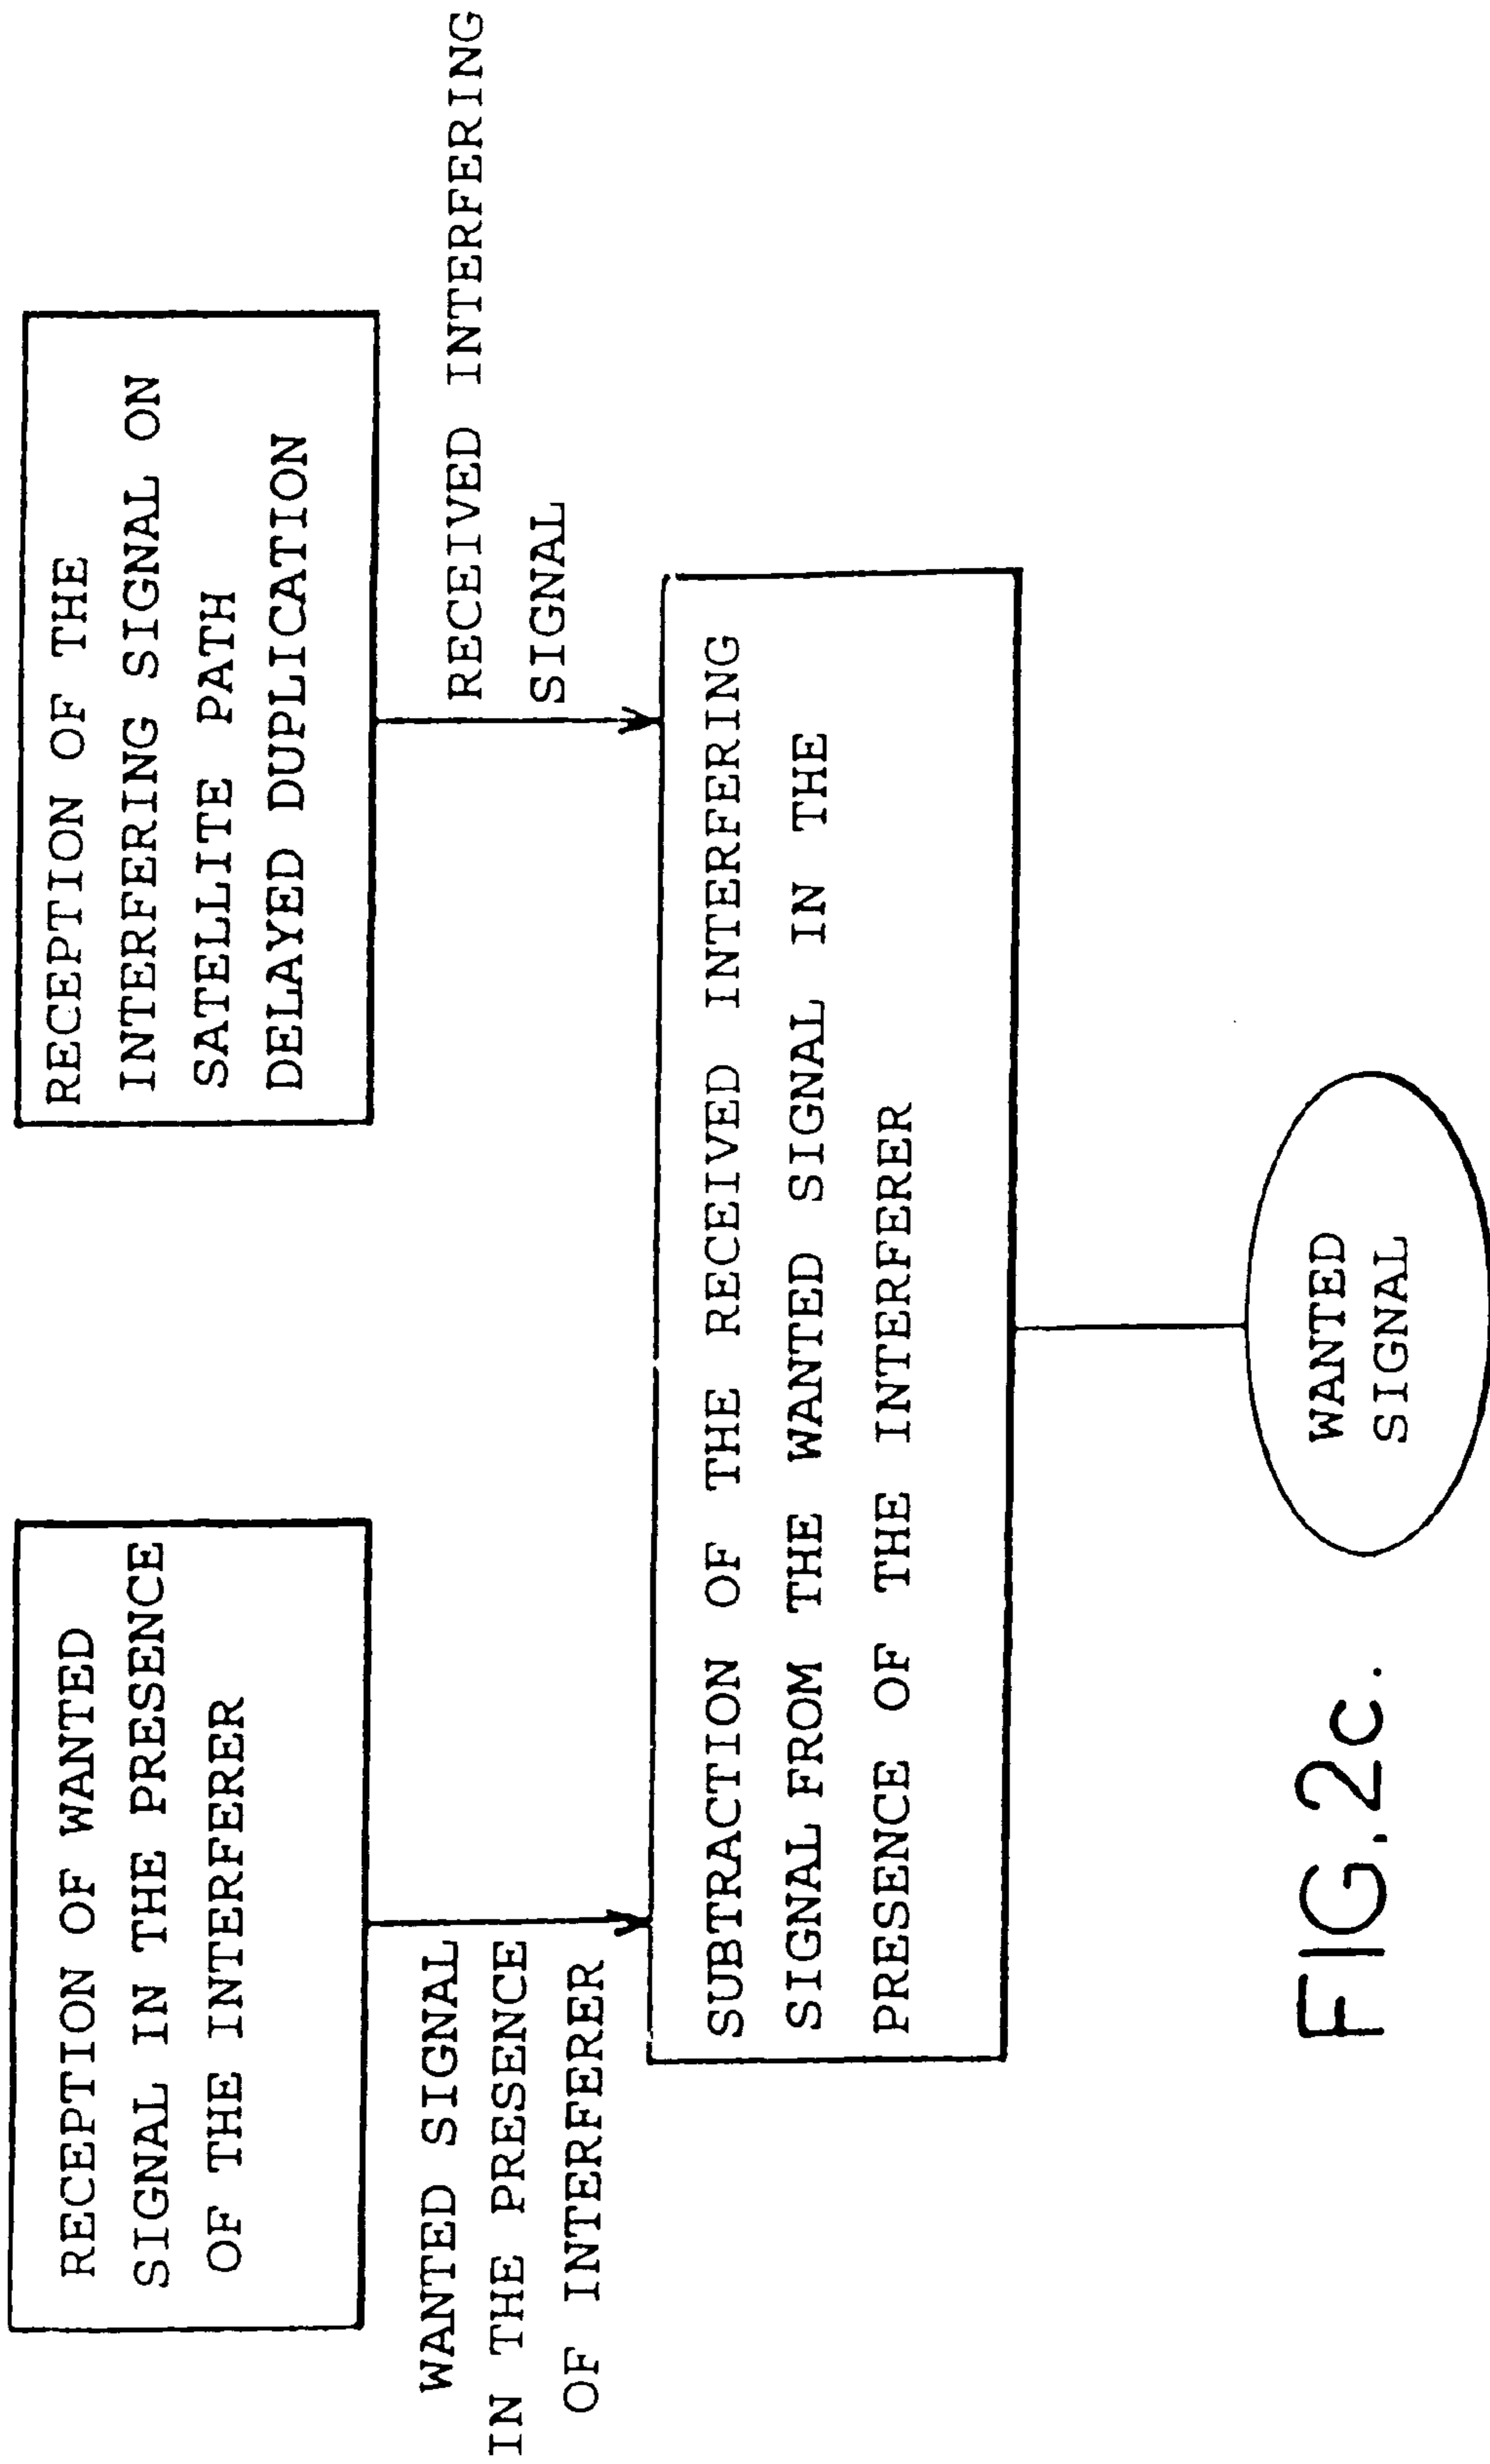 RECEPTION OF WANTED
SIGNAL IN THE PRESENCE
OF THE INTERFERER
RECEPTION OF THE
INTERFERING SIGNAL ON
SATELLITE PATH
DELAYED DUPLICATION
WANTED SIGNAL
IN THE PRESENCE
OF INTERFERER
RECEIVED INTERFERING
SIGNAL
SUBTRACTION OF THE RECEIVED INTERFERING
SIGNAL FROM THE WANTED SIGNAL IN THE
PRESENCE OF THE INTERFERER
WANTED
SIGNAL
FIG.2c.